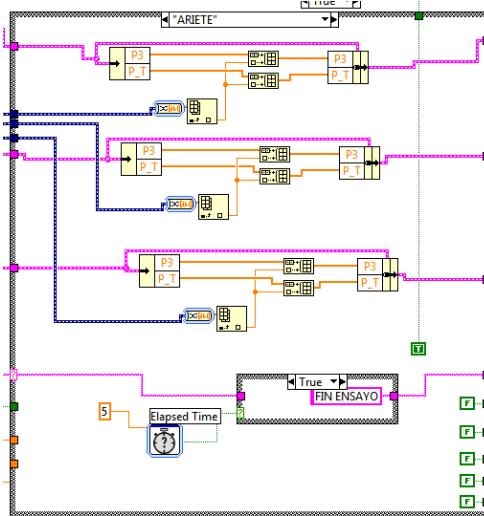 True
"ARIETE"
P3
P_T
P3
P_T
P3
P_T
P3
P_T
P3
P_T
P3
P_T
T
True
FIN ENSAYO
?
5
Elapsed Time
?
?
F
F
F
F
F